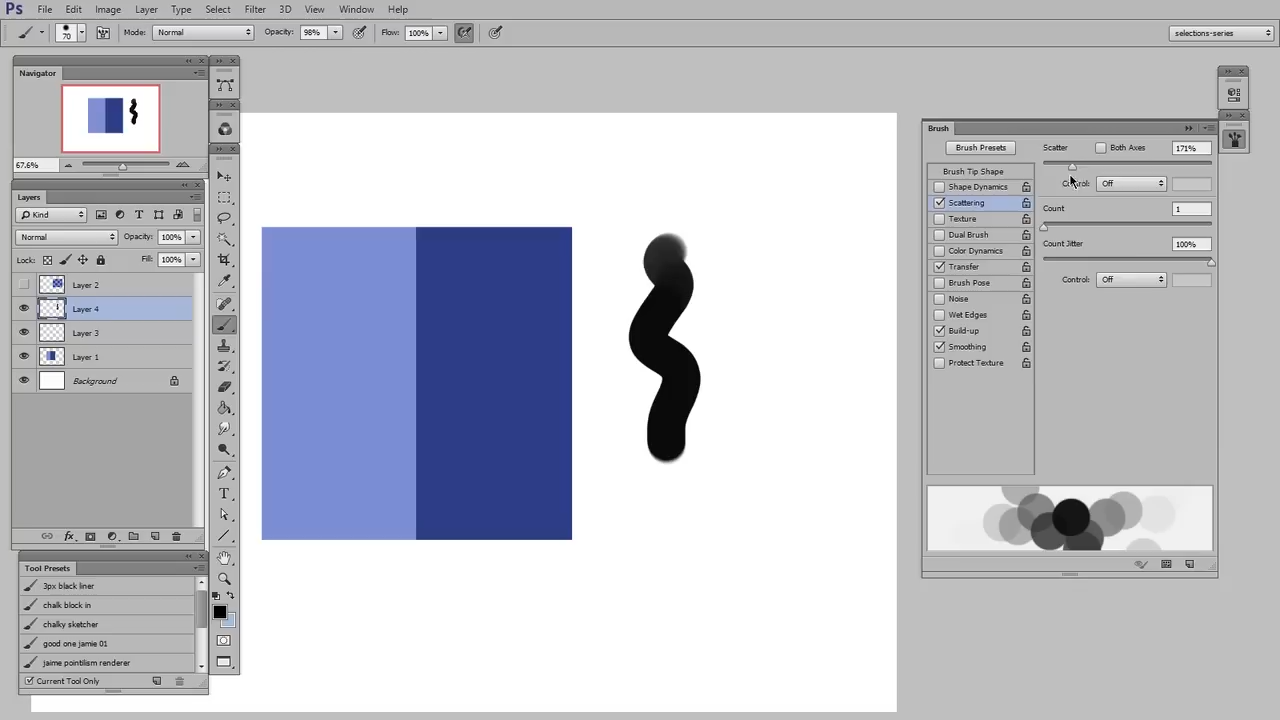 Ps File Edit Image Layer Type Select Filter 3D View Window Help
70 Mode: Normal Opacity: 98% Flow: 100% selections-series
Navigator
67.6%
Layers
Kind
Normal Opacity: 100%
Lock: Fill: 100%
Layer 2
Layer 4
Layer 3
Layer 1
Background
Tool Presets
3px black liner
chalk block in
chalky sketcher
good one jamie 01
jaime pointilism renderer
Current Tool Only
T
Brush
Brush Presets
Brush Tip Shape
Shape Dynamics
Scattering
Texture
Dual Brush
Color Dynamics
Transfer
Brush Pose
Noise
Wet Edges
Build-up
Smoothing
Protect Texture
Scatter Both Axes 171%
Control: Off
Count 1
Count Jitter 100%
Control: Off